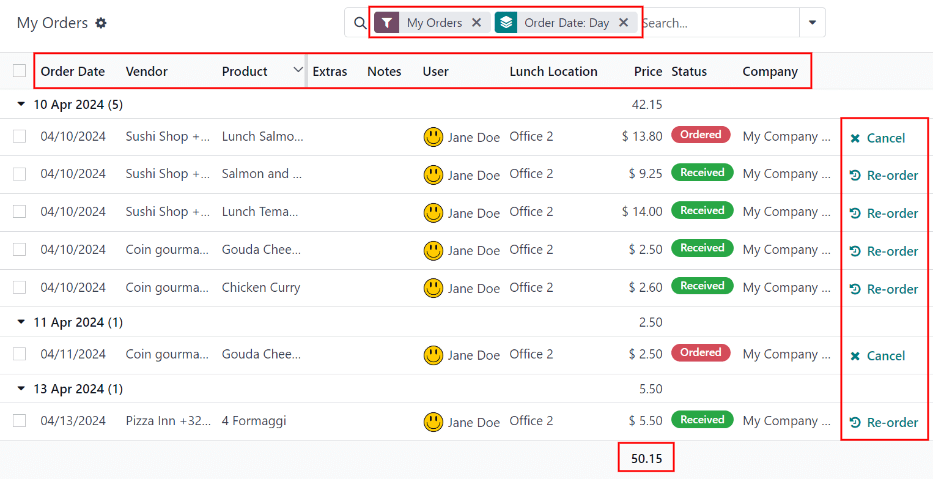 My Orders My Orders Order Date: Day Search...
Order Date Vendor Product Extras Notes User Lunch Location Price Status Company
10 Apr 2024 (5) 42.15
04/10/2024 Sushi Shop +... Lunch Salmo... Jane Doe Office 2 $ 13.80 Ordered My Company ... Cancel
04/10/2024 Sushi Shop +... Salmon and ... Jane Doe Office 2 $ 9.25 Received My Company ... Re-order
04/10/2024 Sushi Shop +... Lunch Tema... Jane Doe Office 2 $ 14.00 Received My Company ... Re-order
04/10/2024 Coin gourma... Gouda Chee... Jane Doe Office 2 $ 2.50 Received My Company ... Re-order
04/10/2024 Coin gourma... Chicken Curry Jane Doe Office 2 $ 2.60 Received My Company ... Re-order
11 Apr 2024 (1) 2.50
04/11/2024 Coin gourma... Gouda Chee... Jane Doe Office 2 $ 2.50 Ordered My Company ... Cancel
13 Apr 2024 (1) 5.50
04/13/2024 Pizza Inn +32... 4 Formaggi Jane Doe Office 2 $ 5.50 Received My Company ... Re-order
50.15